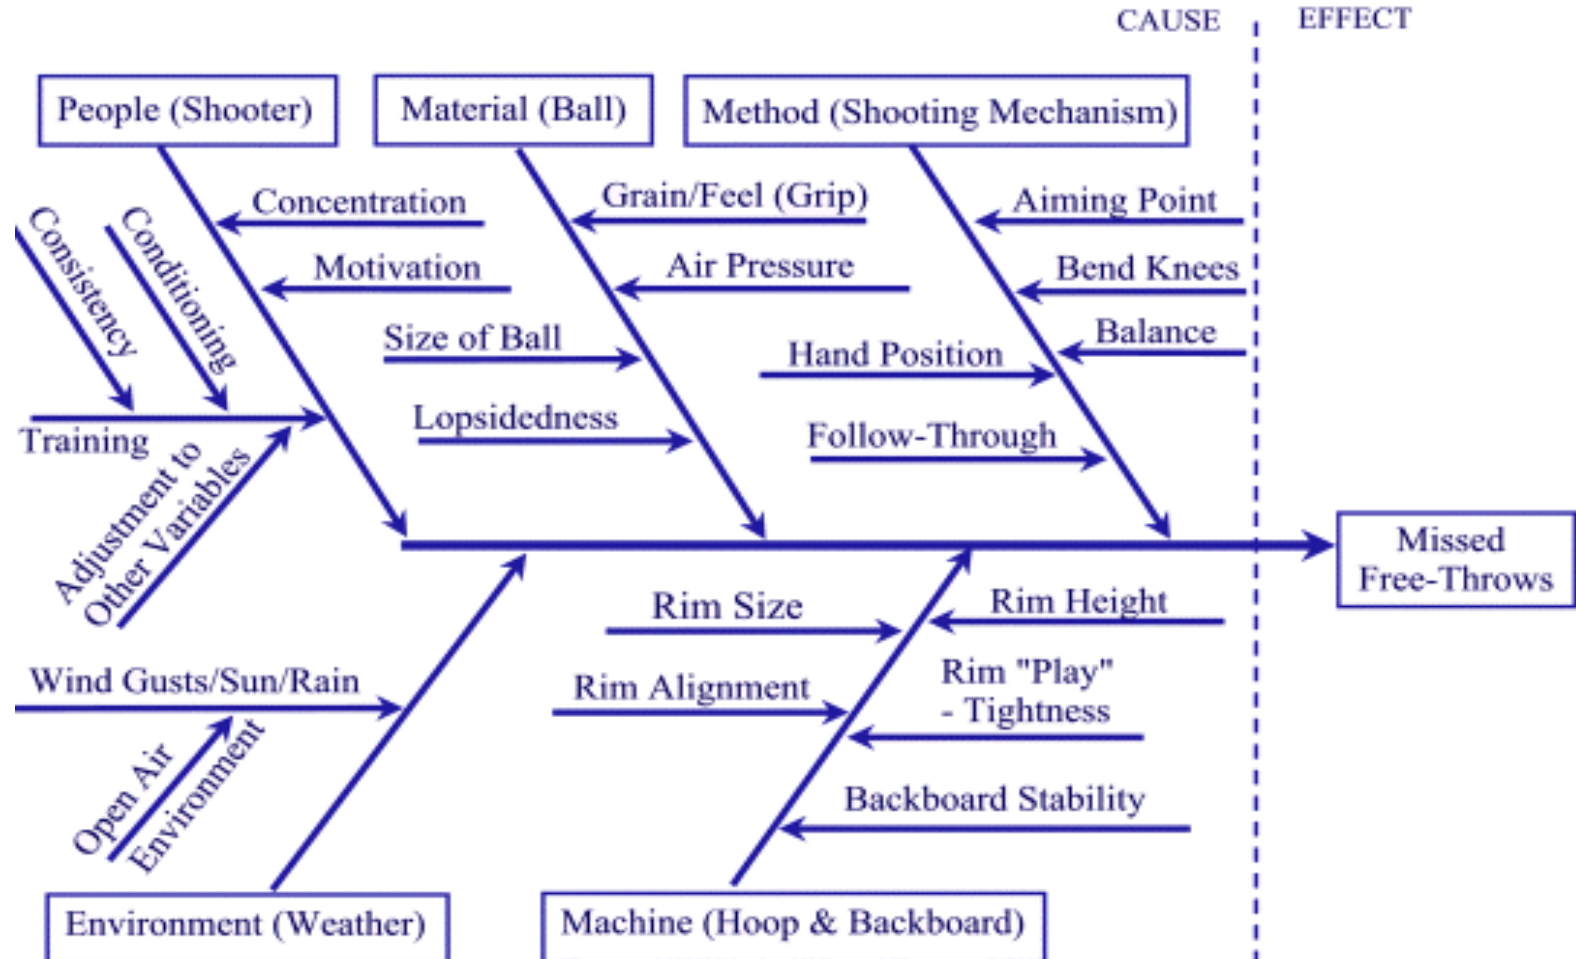 CAUSE
EFFECT
People (Shooter)
Material (Ball)
Method (Shooting Mechanism)
Concentration
Motivation
Consistency
Conditioning
Training
Adjustment to
Other Variables
Grain/Feel (Grip)
Air Pressure
Size of Ball
Lopsidedness
Aiming Point
Bend Knees
Balance
Hand Position
Follow-Through
Missed
Free-Throws
Wind Gusts/Sun/Rain
Open Air
Environment
Rim Size
Rim Height
Rim Alignment
Rim "Play"
- Tightness
Backboard Stability
Environment (Weather)
Machine (Hoop & Backboard)